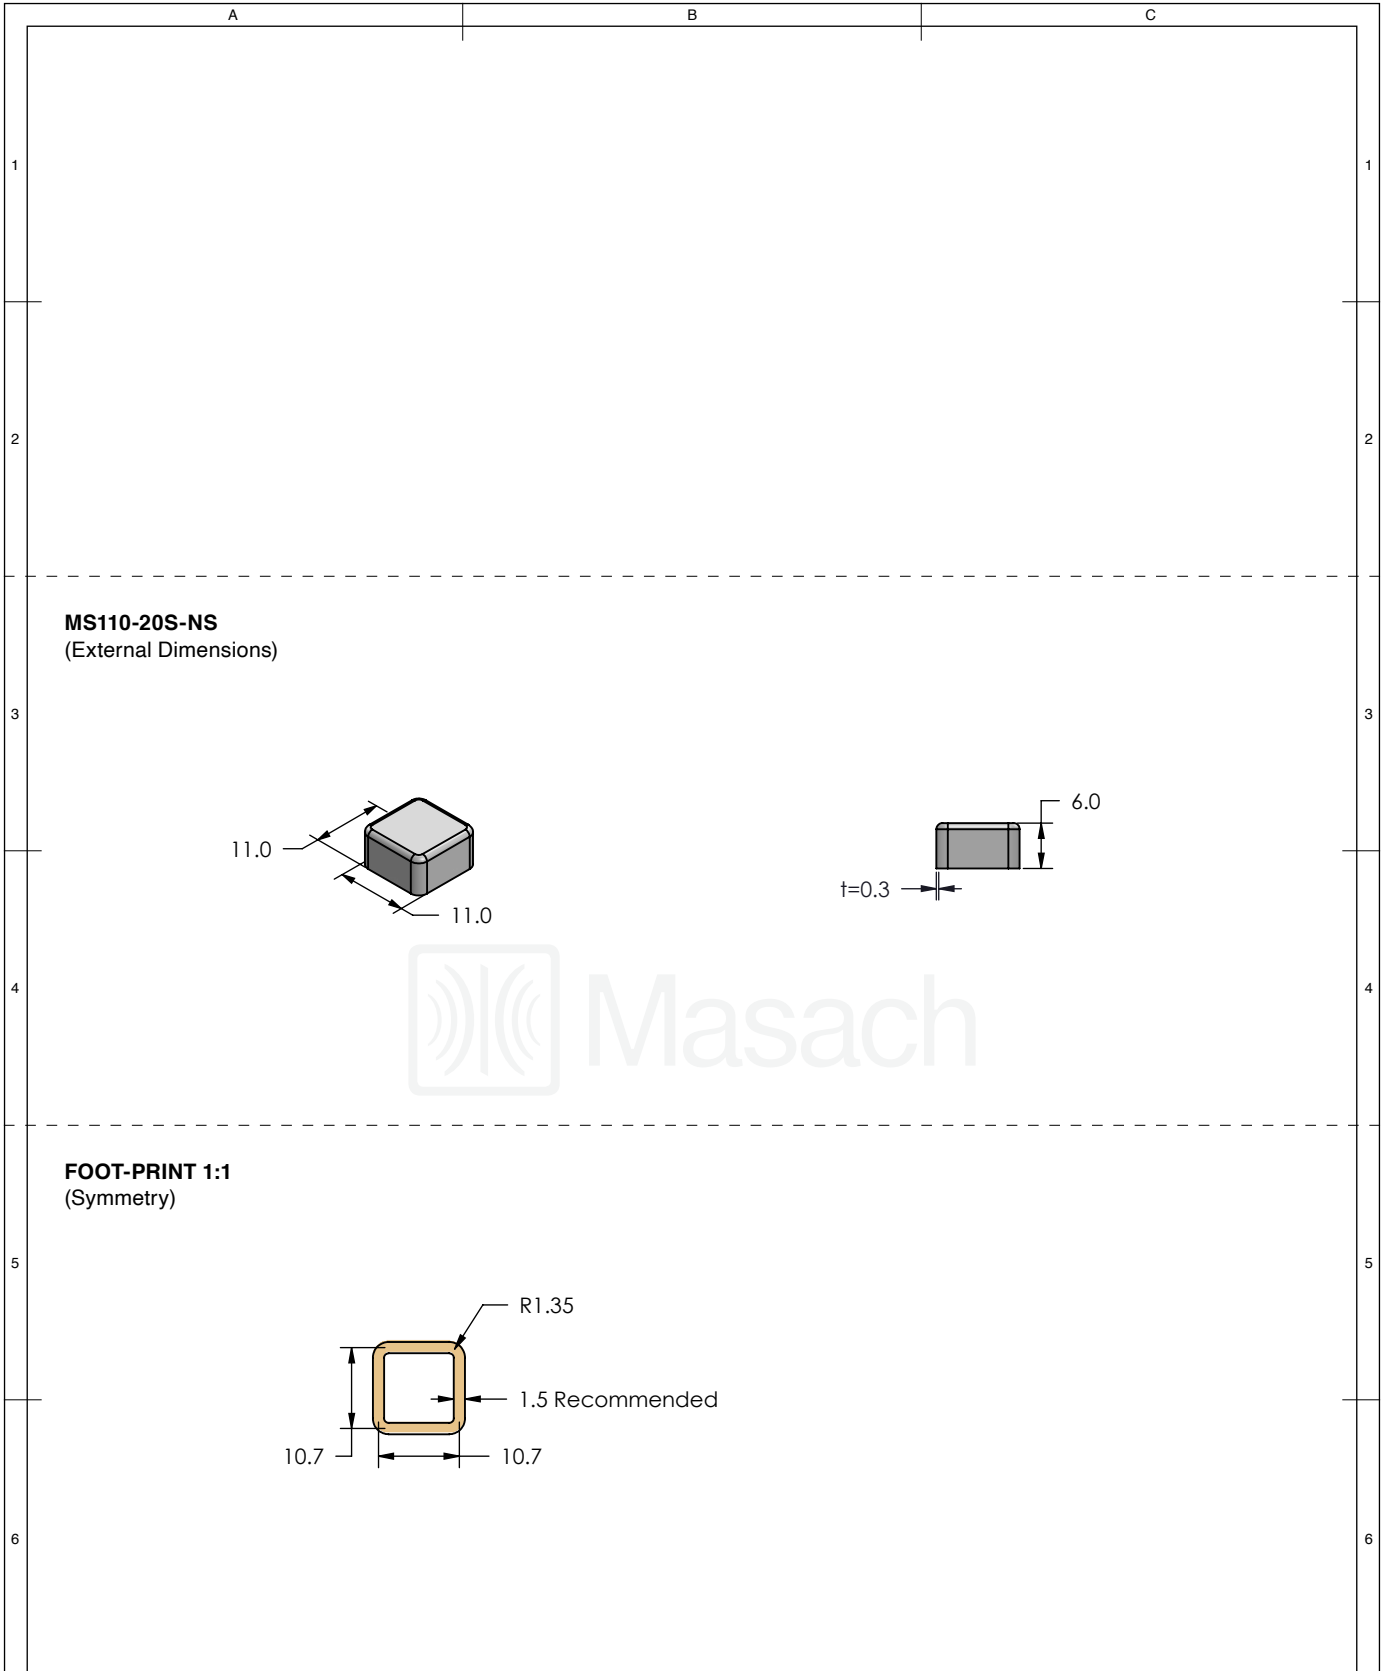 A B C
1 1
2 2
MS110-20S-NS
(External Dimensions)
3 3
6.0
11.0
t=0.3
11.0
4 4
Masach
FOOT-PRINT 1:1
(Symmetry)
5 5
R1.35
1.5 Recommended
10.7 10.7
6 6